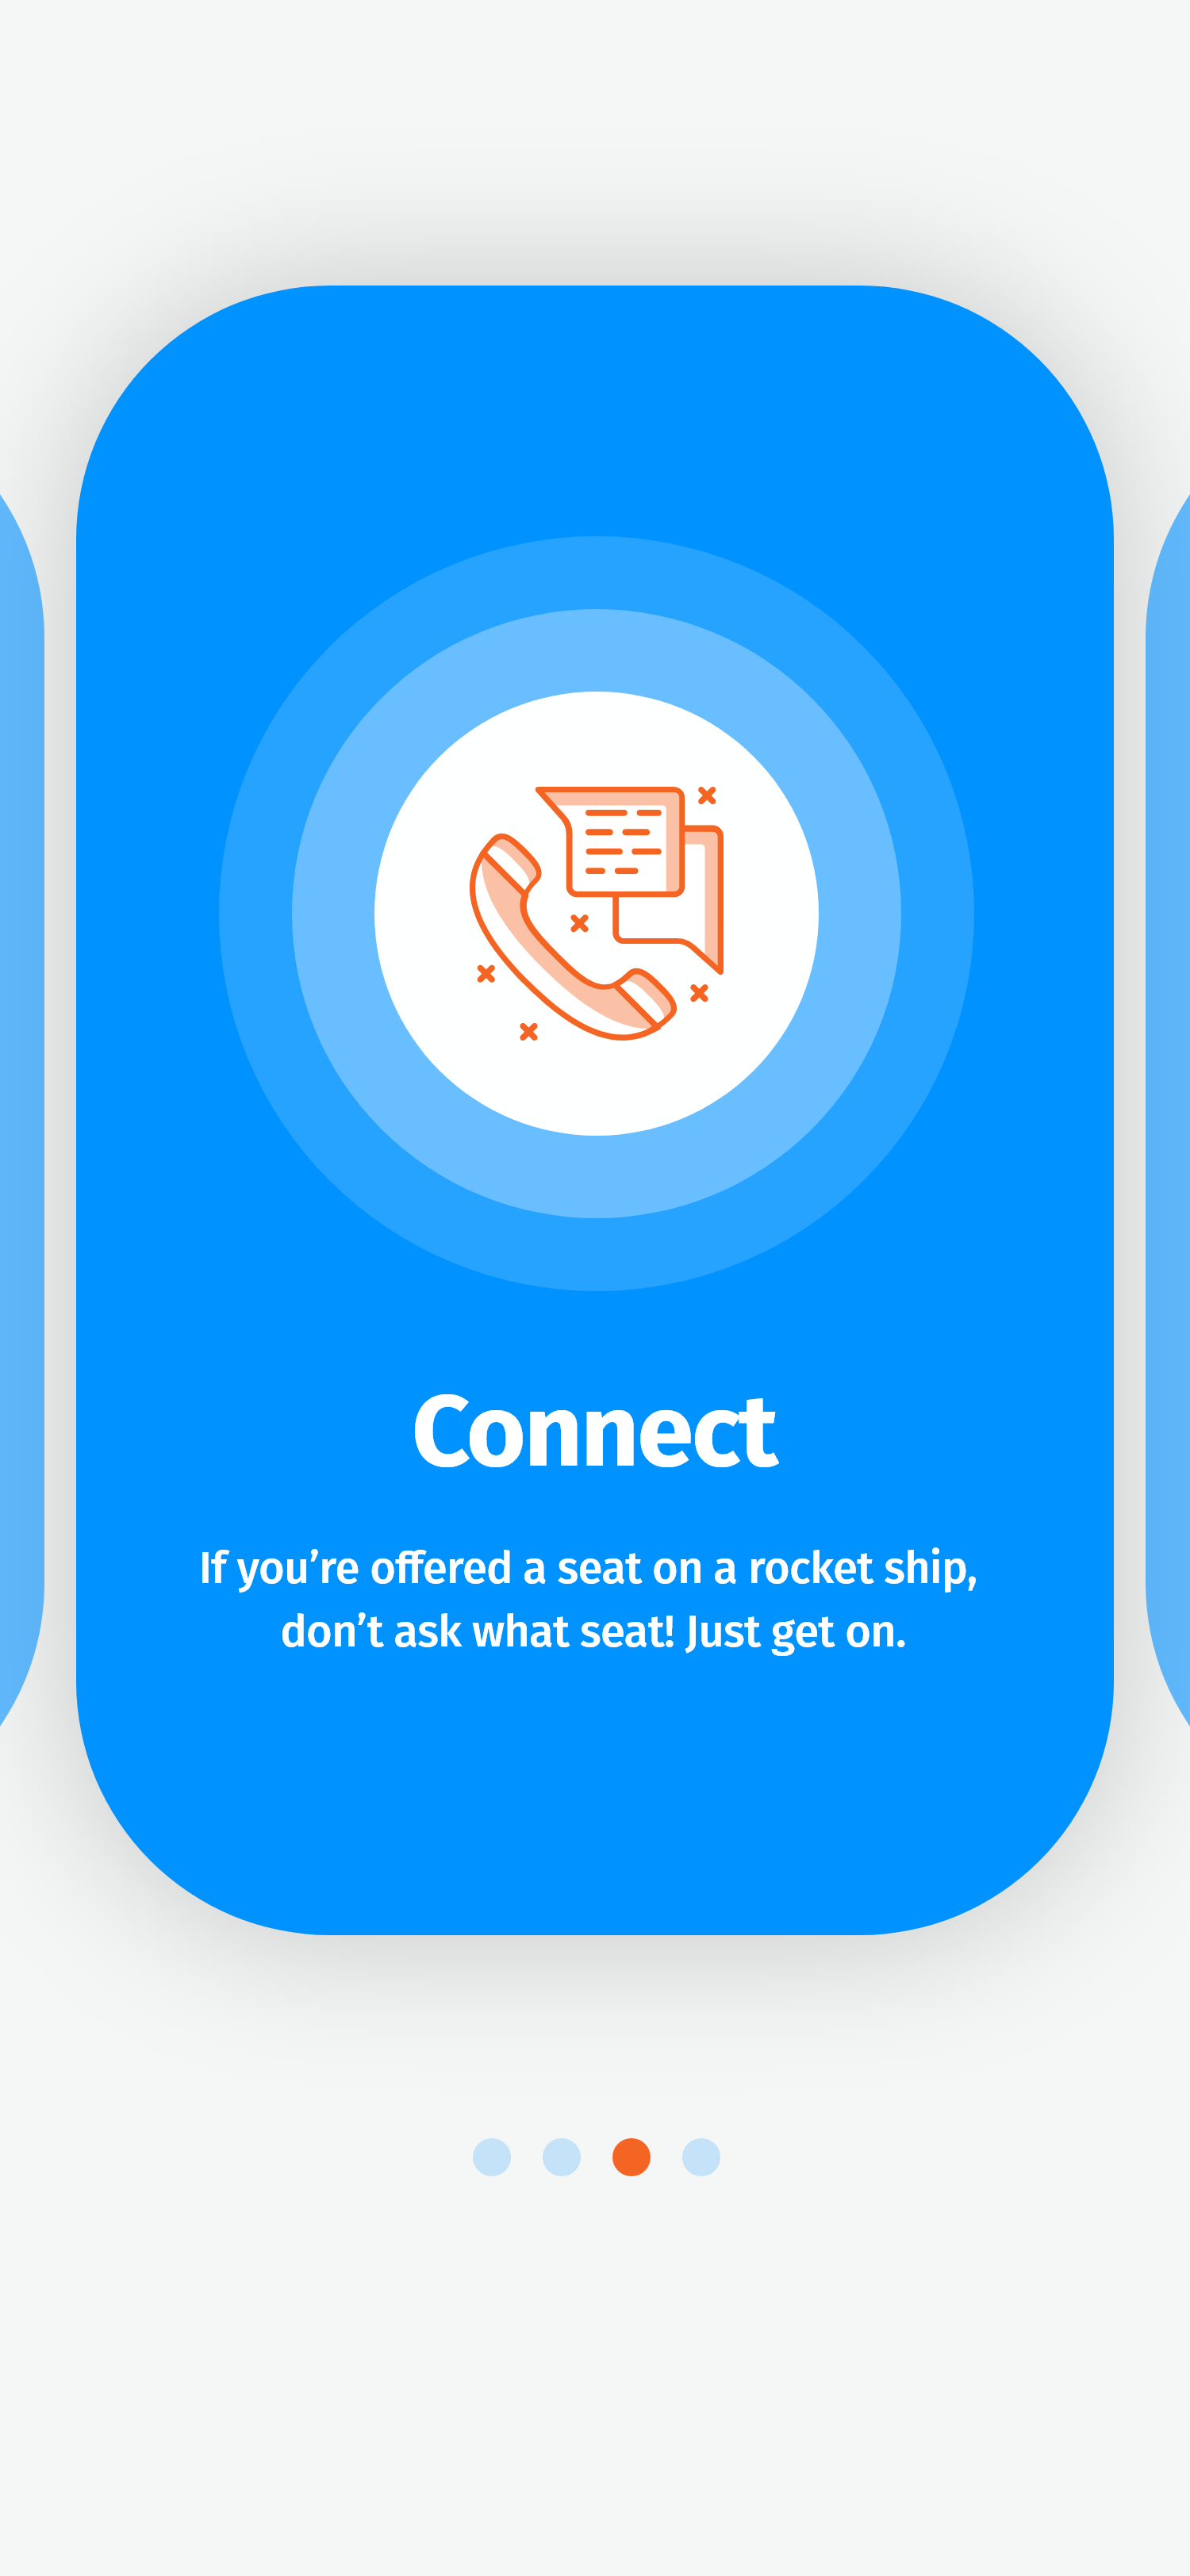 Connect
If you’re offered a seat on a rocket ship,
don’t ask what seat! Just get on.